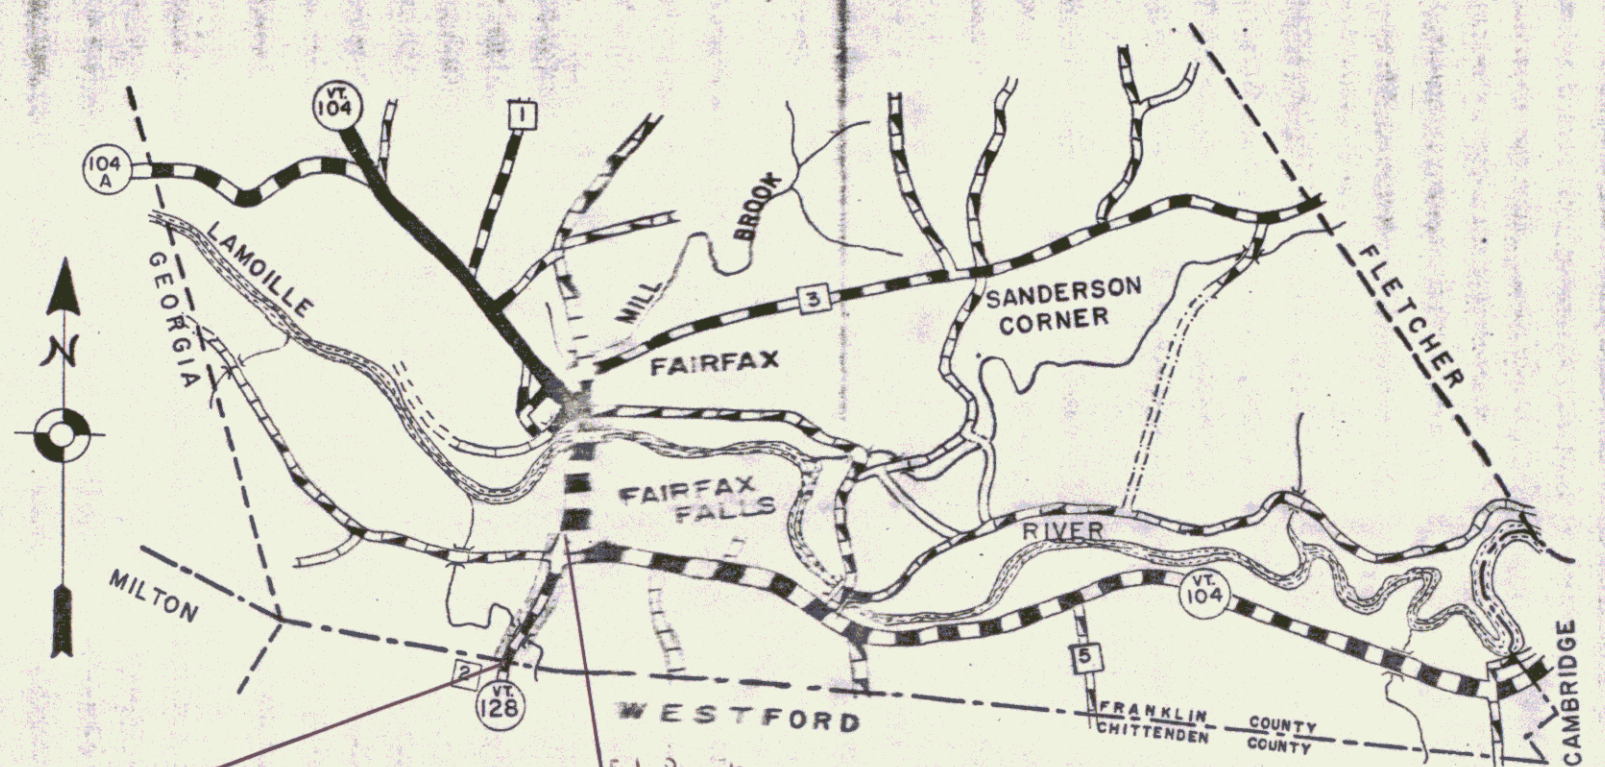 VT.
104
1
104
A
LAMOILLE
GEORGIA
MILL
BROOK
3
SANDERSON
CORNER
FLETCHER
FAIRFAX
N
FAIRFAX
FALLS
RIVER
MILTON
VT.
104
5
2
VT.
128
WESTFORD
FRANKLIN COUNTY
CHITTENDEN COUNTY
CAMBRIDGE